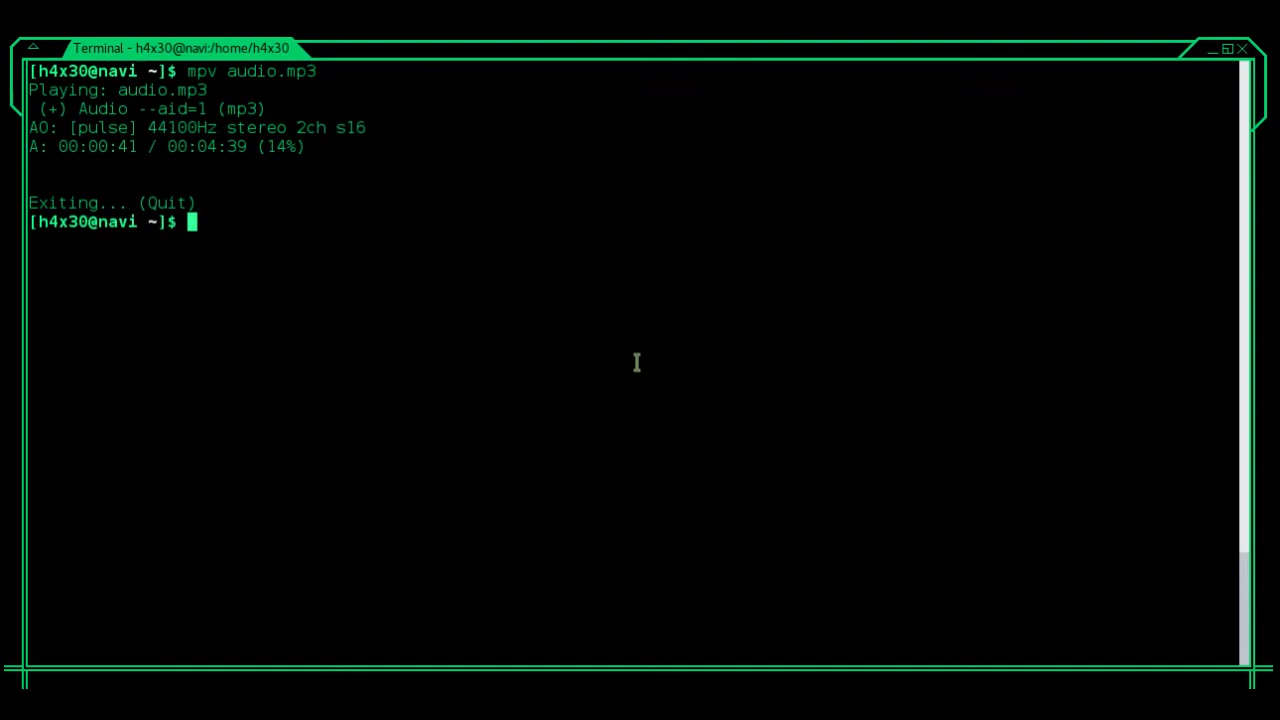 Terminal - h4x30@navi:/home/h4x30
[h4x30@navi ~]$ mpv audio.mp3
Playing: audio.mp3
(+) Audio --aid=1 (mp3)
AO: [pulse] 44100Hz stereo 2ch s16
A: 00:00:41 / 00:04:39 (14%)
Exiting... (Quit)
[h4x30@navi ~]$